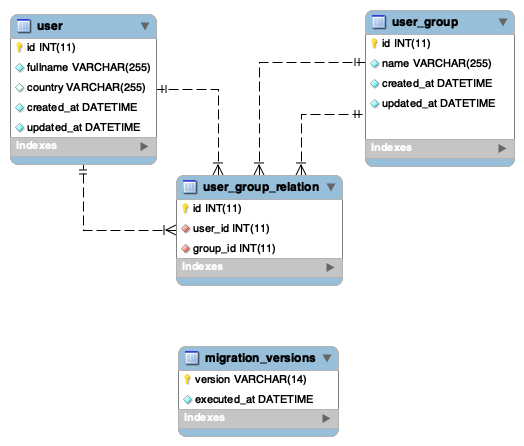 user
id INT(11)
fullname VARCHAR(255)
country VARCHAR(255)
created_at DATETIME
updated_at DATETIME
Indexes
user_group
id INT(11)
name VARCHAR(255)
created_at DATETIME
updated_at DATETIME
Indexes
user_group_relation
id INT(11)
user_id INT(11)
group_id INT(11)
Indexes
migration_versions
version VARCHAR(14)
executed_at DATETIME
Indexes